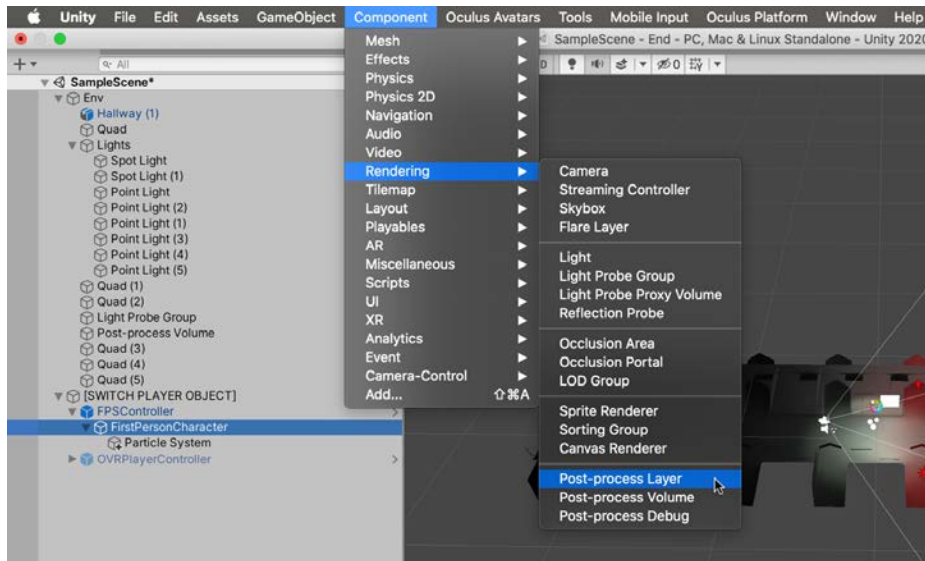 Unity File Edit Assets GameObject Component Oculus Avatars Tools Mobile Input Oculus Platform Window Help
SampleScene - End - PC, Mac & Linux Standalone - Unity 2020
All
0
SampleScene*
Env
Hallway (1)
Quad
Lights
Spot Light
Spot Light (1)
Point Light
Point Light (2)
Point Light (1)
Point Light (3)
Point Light (4)
Point Light (5)
Quad (1)
Quad (2)
Light Probe Group
Post-process Volume
Quad (3)
Quad (4)
Quad (5)
[SWITCH PLAYER OBJECT]
FPSController
FirstPersonCharacter
Particle System
OVRPlayerController
Mesh
Effects
Physics
Physics 2D
Navigation
Audio
Video
Rendering
Tilemap
Layout
Playables
AR
Miscellaneous
Scripts
UI
XR
Analytics
Event
Camera-Control
Add... ⇧⌘A
Camera
Streaming Controller
Skybox
Flare Layer
Light
Light Probe Group
Light Probe Proxy Volume
Reflection Probe
Occlusion Area
Occlusion Portal
LOD Group
Sprite Renderer
Sorting Group
Canvas Renderer
Post-process Layer
Post-process Volume
Post-process Debug